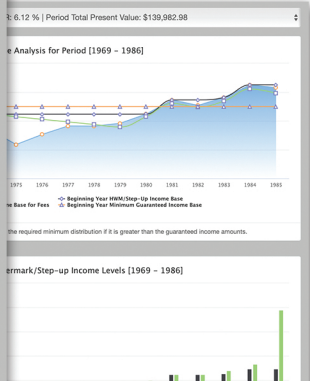 R: 6.12 % | Period Total Present Value: $139,982.98
e Analysis for Period [1969 – 1986]
1975 1976 1977 1978 1979 1980 1981 1982 1983 1984 1985
me Base for Fees
Beginning Year HWM/Step-Up Income Base
Beginning Year Minimum Guaranteed Income Base
the required minimum distribution if it is greater than the guaranteed income amounts.
ermark/Step-up Income Levels [1969 – 1986]